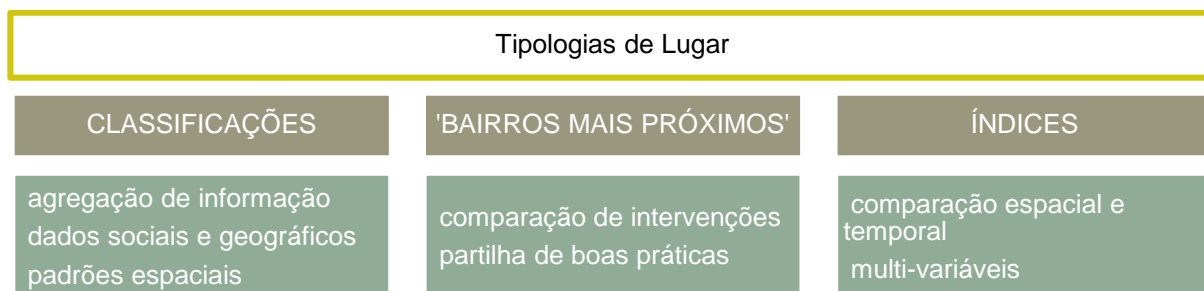 Tipologias de Lugar
CLASSIFICAÇÕES
agregação de informação
dados sociais e geográficos
padrões espaciais
'BAIRROS MAIS PRÓXIMOS'
comparação de intervenções
partilha de boas práticas
ÍNDICES
comparação espacial e
temporal
multi-variáveis